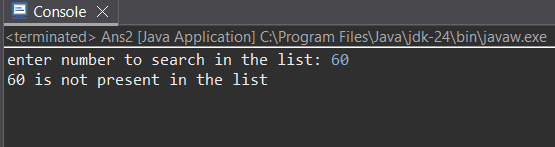 Console
<terminated> Ans2 [Java Application] C:\Program Files\Java\jdk-24\bin\javaw.exe
enter number to search in the list: 60
60 is not present in the list